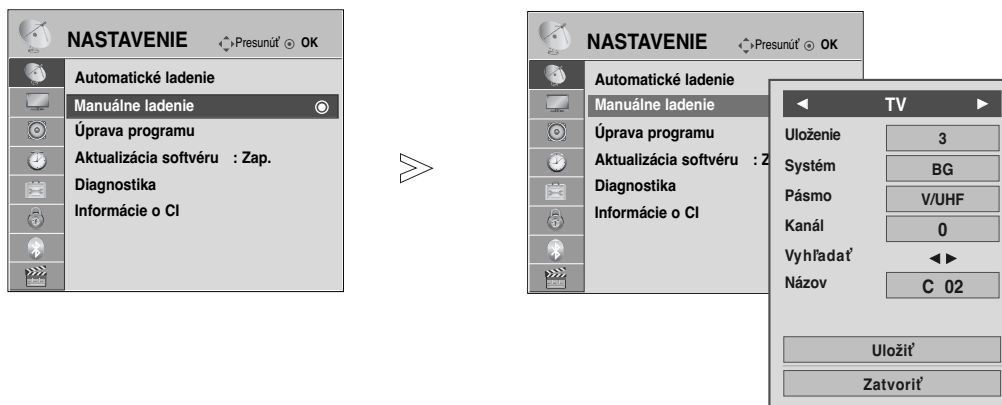 NASTAVENIE Presunúť OK
Automatické ladenie
Manuálne ladenie
Úprava programu
Aktualizácia softvéru : Zap.
Diagnostika
Informácie o CI
NASTAVENIE Presunúť OK
Automatické ladenie
Manuálne ladenie
Úprava programu
Aktualizácia softvéru : Z
Diagnostika
Informácie o CI
TV
Uloženie 3
Systém BG
Pásmo V/UHF
Kanál 0
Vyhľadať
Názov C 02
Uložiť
Zatvoriť